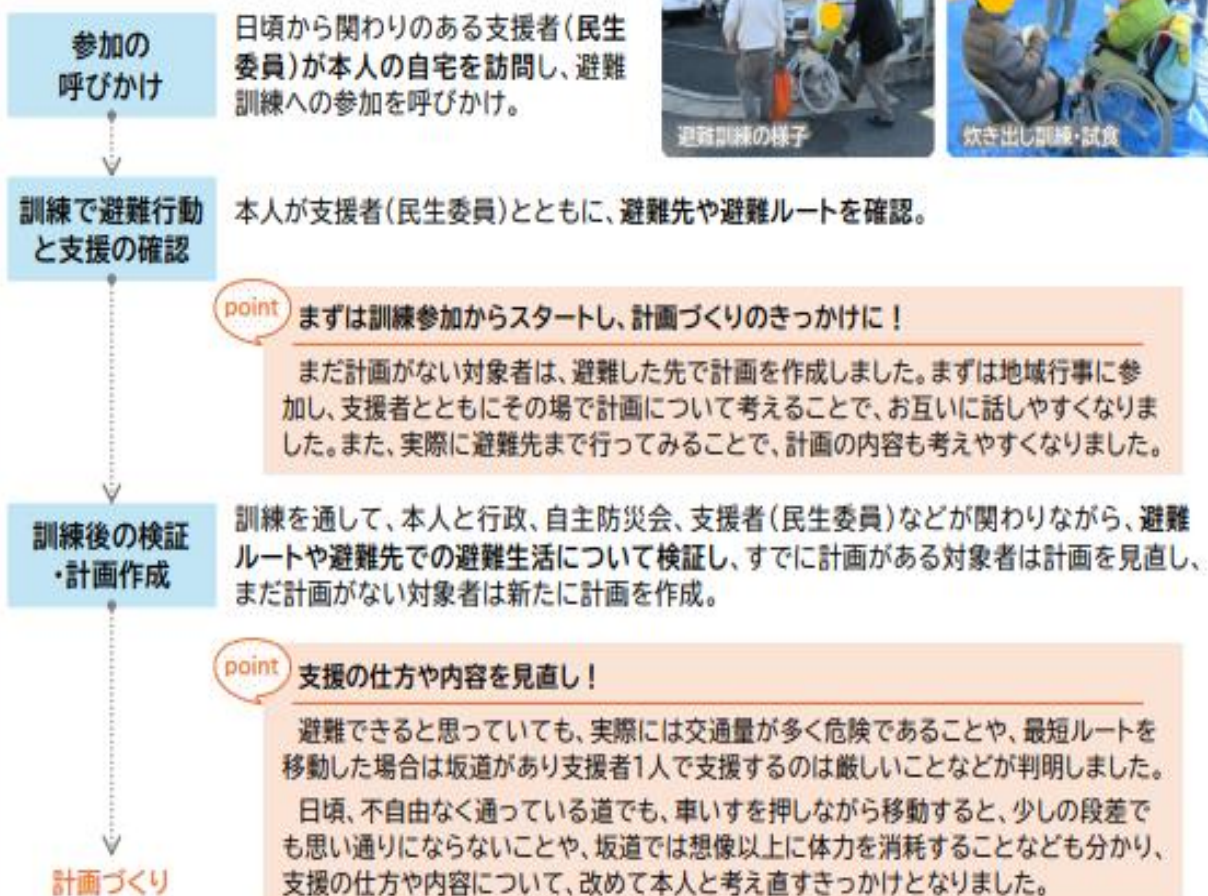 参加の
呼びかけ
日頃から関わりのある支援者(民生
委員)が本人の自宅を訪問し、避難
訓練への参加を呼びかけ。
避難訓練の様子
炊き出し訓練・試食
訓練で避難行動
と支援の確認
本人が支援者(民生委員)とともに、避難先や避難ルートを確認。
point
まずは訓練参加からスタートし、計画づくりのきっかけに!
まだ計画がない対象者は、避難した先で計画を作成しました。まずは地域行事に参
加し、支援者とともにその場で計画について考えることで、お互いに話しやすくなりま
した。また、実際に避難先まで行ってみることで、計画の内容も考えやすくなりました。
訓練後の検証
・計画作成
訓練を通して、本人と行政、自主防災会、支援者(民生委員)などが関わりながら、避難
ルートや避難先での避難生活について検証し、すでに計画がある対象者は計画を見直し、
まだ計画がない対象者は新たに計画を作成。
point
支援の仕方や内容を見直し!
避難できると思っていても、実際には交通量が多く危険であることや、最短ルートを
移動した場合は坂道があり支援者1人で支援するのは厳しいことなどが判明しました。
日頃、不自由なく通っている道でも、車いすを押しながら移動すると、少しの段差で
も思い通りにならないことや、坂道では想像以上に体力を消耗することなども分かり、
支援の仕方や内容について、改めて本人と考え直すきっかけとなりました。
計画づくり